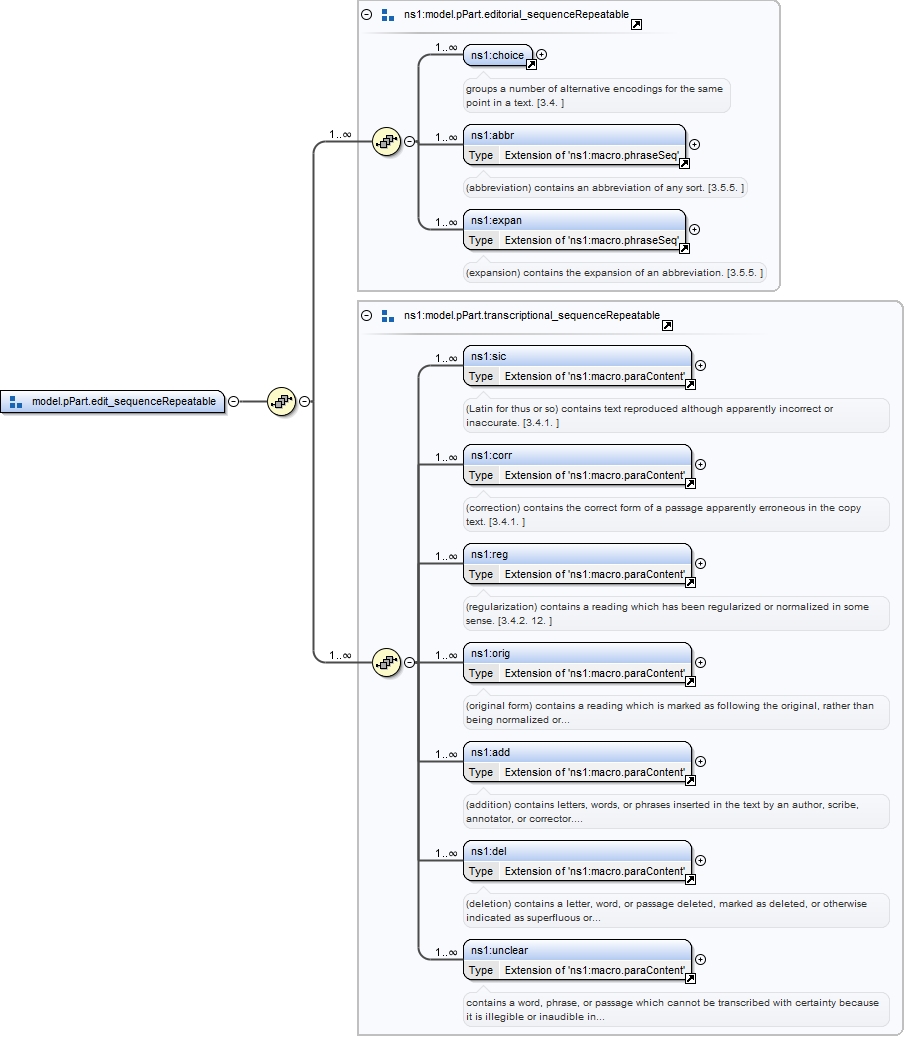 ns1:model.pPart.editorial_sequenceRepeatable
1..∞
ns1:choice
groups a number of alternative encodings for the same
point in a text. [3.4. ]
1..∞
1..∞
ns1:abbr
Type Extension of 'ns1:macro.phraseSeq'
(abbreviation) contains an abbreviation of any sort. [3.5.5. ]
1..∞
ns1:expan
Type Extension of 'ns1:macro.phraseSeq'
(expansion) contains the expansion of an abbreviation. [3.5.5. ]
ns1:model.pPart.transcriptional_sequenceRepeatable
1..∞
ns1:sic
Type Extension of 'ns1:macro.paraContent'
(Latin for thus or so) contains text reproduced although apparently incorrect or
inaccurate. [3.4.1. ]
model.pPart.edit_sequenceRepeatable
1..∞
ns1:corr
Type Extension of 'ns1:macro.paraContent'
(correction) contains the correct form of a passage apparently erroneous in the copy
text. [3.4.1. ]
1..∞
ns1:reg
Type Extension of 'ns1:macro.paraContent'
(regularization) contains a reading which has been regularized or normalized in some
sense. [3.4.2. 12. ]
1..∞
1..∞
ns1:orig
Type Extension of 'ns1:macro.paraContent'
(original form) contains a reading which is marked as following the original, rather than
being normalized or...
1..∞
ns1:add
Type Extension of 'ns1:macro.paraContent'
(addition) contains letters, words, or phrases inserted in the text by an author, scribe,
annotator, or corrector....
1..∞
ns1:del
Type Extension of 'ns1:macro.paraContent'
(deletion) contains a letter, word, or passage deleted, marked as deleted, or otherwise
indicated as superfluous or...
1..∞
ns1:unclear
Type Extension of 'ns1:macro.paraContent'
contains a word, phrase, or passage which cannot be transcribed with certainty because
it is illegible or inaudible in...